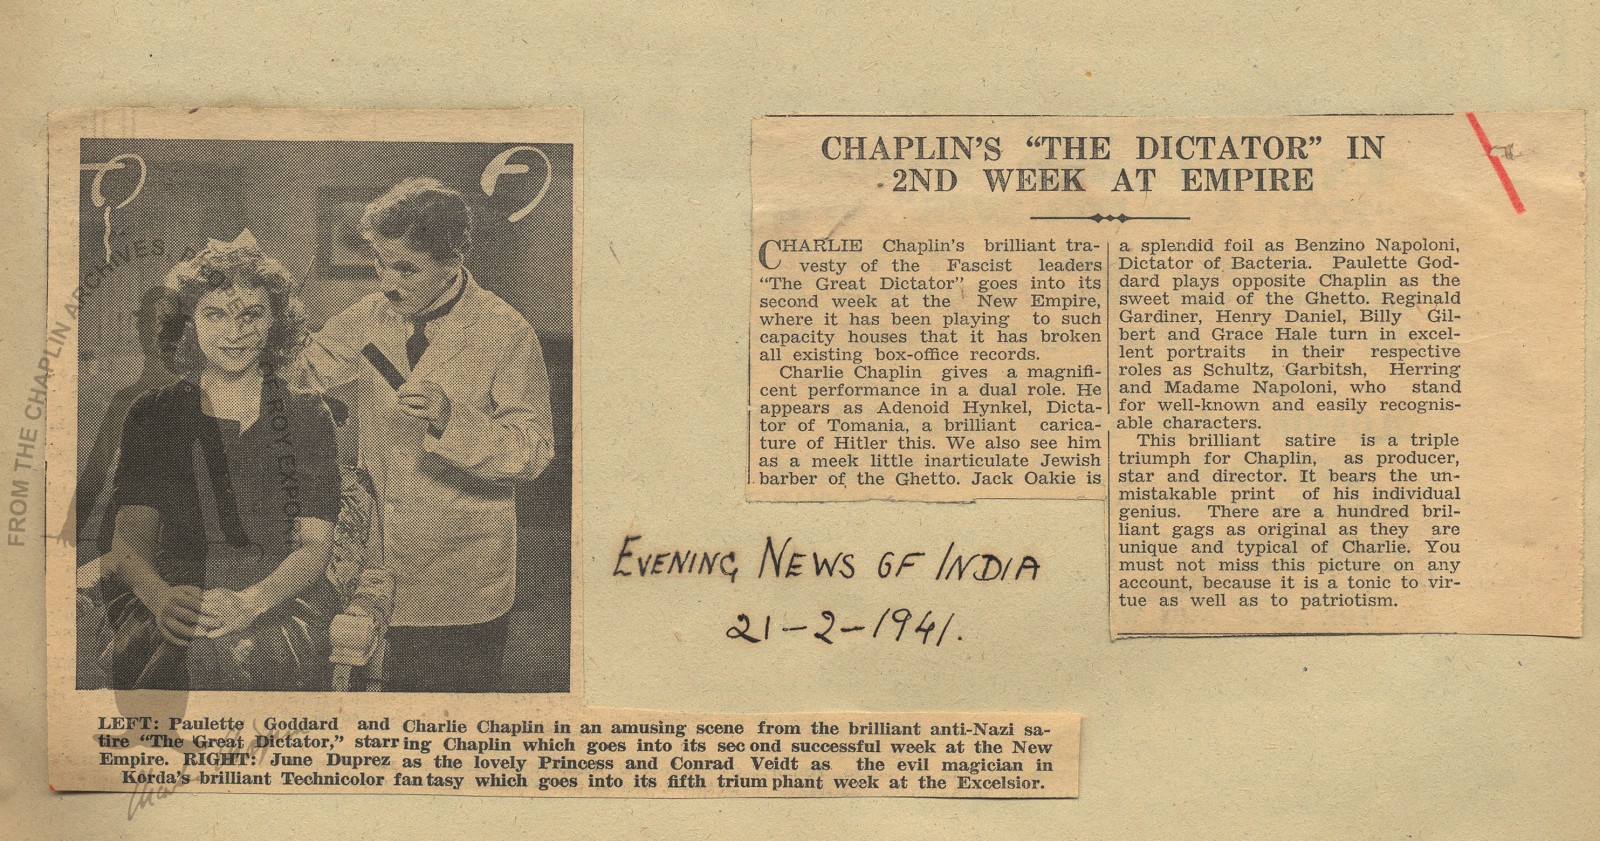 FROM THE CHAPLIN ARCHIVES, PROPERTY OF ROY EXPORT
LEFT: Paulette Goddard and Charlie Chaplin in an amusing scene from the brilliant anti-Nazi sa-
tire "The Great Dictator," starring Chaplin which goes into its second successful week at the New
Empire. RIGHT: June Duprez as the lovely Princess and Conrad Veidt as the evil magician in
Korda's brilliant Technicolor fantasy which goes into its fifth triumphant week at the Excelsior.
CHAPLIN'S "THE DICTATOR" IN
2ND WEEK AT EMPIRE
CHARLIE Chaplin's brilliant tra-
vesty of the Fascist leaders
"The Great Dictator" goes into its
second week at the New Empire,
where it has been playing to such
capacity houses that it has broken
all existing box-office records.
Charlie Chaplin gives a magnifi-
cent performance in a dual role. He
appears as Adenoid Hynkel, Dicta-
tor of Tomania, a brilliant carica-
ture of Hitler this. We also see him
as a meek little inarticulate Jewish
barber of the Ghetto. Jack Oakie is
a splendid foil as Benzino Napoloni,
Dictator of Bacteria. Paulette God-
dard plays opposite Chaplin as the
sweet maid of the Ghetto. Reginald
Gardiner, Henry Daniel, Billy Gil-
bert and Grace Hale turn in excel-
lent portraits in their respective
roles as Schultz, Garbitsh, Herring
and Madame Napoloni, who stand
for well-known and easily recognis-
able characters.
This brilliant satire is a triple
triumph for Chaplin, as producer,
star and director. It bears the un-
mistakable print of his individual
genius. There are a hundred bril-
liant gags as original as they are
unique and typical of Charlie. You
must not miss this picture on any
account, because it is a tonic to vir-
tue as well as to patriotism.
EVENING NEWS OF INDIA
21-2-1941.